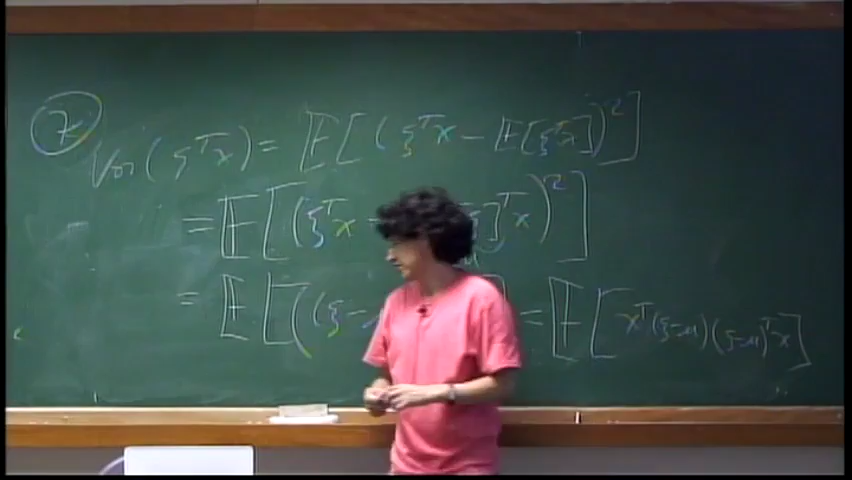 7
Var(ξᵀx) = 𝔼[(ξᵀx − 𝔼[ξᵀx])²]
= 𝔼[(ξᵀx − ξ]ᵀx)²]
= 𝔼[((ξ − = 𝔼[xᵀ(ξ−μ)(ξ−μ)ᵀx]